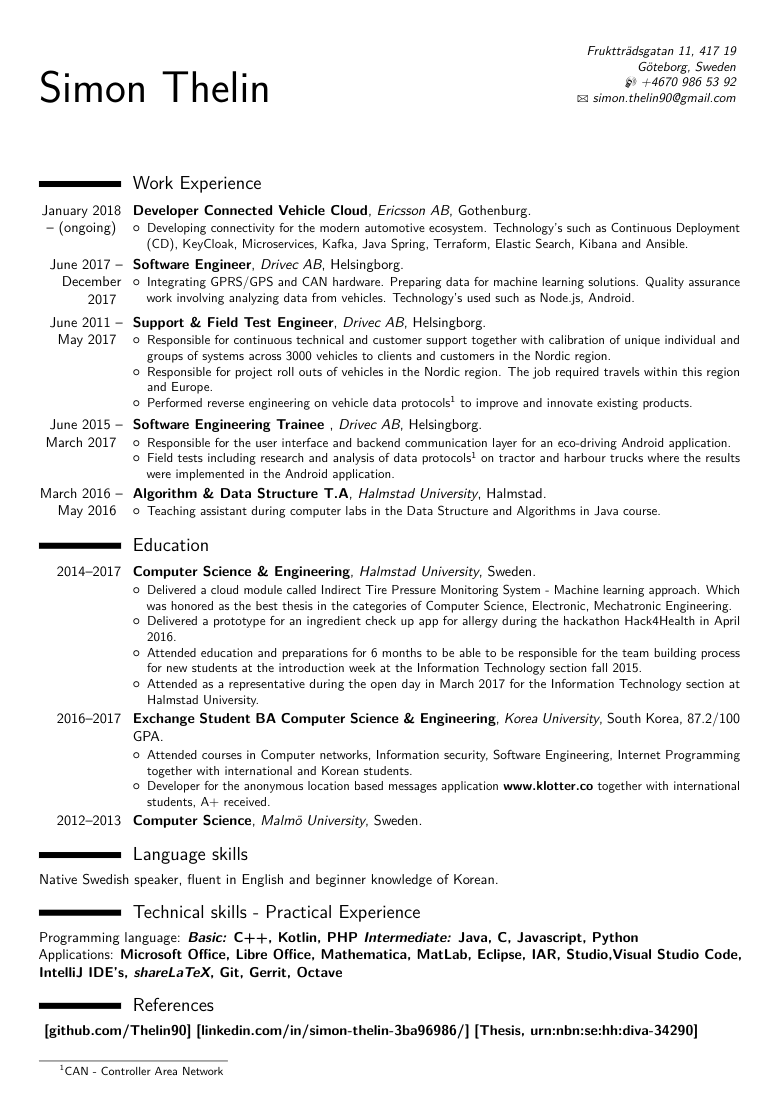 Simon Thelin
Fruktträdsgatan 11, 417 19
Göteborg, Sweden
+4670 986 53 92
simon.thelin90@gmail.com
Work Experience
January 2018 – (ongoing) Developer Connected Vehicle Cloud, Ericsson AB, Gothenburg.
Developing connectivity for the modern automotive ecosystem. Technology's such as Continuous Deployment
(CD), KeyCloak, Microservices, Kafka, Java Spring, Terraform, Elastic Search, Kibana and Ansible.
June 2017 – December 2017 Software Engineer, Drivec AB, Helsingborg.
Integrating GPRS/GPS and CAN hardware. Preparing data for machine learning solutions. Quality assurance
work involving analyzing data from vehicles. Technology's used such as Node.js, Android.
June 2011 – May 2017 Support & Field Test Engineer, Drivec AB, Helsingborg.
Responsible for continuous technical and customer support together with calibration of unique individual and
groups of systems across 3000 vehicles to clients and customers in the Nordic region.
Responsible for project roll outs of vehicles in the Nordic region. The job required travels within this region
and Europe.
Performed reverse engineering on vehicle data protocols1 to improve and innovate existing products.
June 2015 – March 2017 Software Engineering Trainee , Drivec AB, Helsingborg.
Responsible for the user interface and backend communication layer for an eco-driving Android application.
Field tests including research and analysis of data protocols1 on tractor and harbour trucks where the results
were implemented in the Android application.
March 2016 – May 2016 Algorithm & Data Structure T.A, Halmstad University, Halmstad.
Teaching assistant during computer labs in the Data Structure and Algorithms in Java course.
Education
2014–2017 Computer Science & Engineering, Halmstad University, Sweden.
Delivered a cloud module called Indirect Tire Pressure Monitoring System - Machine learning approach. Which
was honored as the best thesis in the categories of Computer Science, Electronic, Mechatronic Engineering.
Delivered a prototype for an ingredient check up app for allergy during the hackathon Hack4Health in April
2016.
Attended education and preparations for 6 months to be able to be responsible for the team building process
for new students at the introduction week at the Information Technology section fall 2015.
Attended as a representative during the open day in March 2017 for the Information Technology section at
Halmstad University.
2016–2017 Exchange Student BA Computer Science & Engineering, Korea University, South Korea, 87.2/100
GPA.
Attended courses in Computer networks, Information security, Software Engineering, Internet Programming
together with international and Korean students.
Developer for the anonymous location based messages application www.klotter.co together with international
students, A+ received.
2012–2013 Computer Science, Malmö University, Sweden.
Language skills
Native Swedish speaker, fluent in English and beginner knowledge of Korean.
Technical skills - Practical Experience
Programming language: Basic: C++, Kotlin, PHP Intermediate: Java, C, Javascript, Python
Applications: Microsoft Office, Libre Office, Mathematica, MatLab, Eclipse, IAR, Studio,Visual Studio Code,
IntelliJ IDE's, shareLaTeX, Git, Gerrit, Octave
References
[github.com/Thelin90] [linkedin.com/in/simon-thelin-3ba96986/] [Thesis, urn:nbn:se:hh:diva-34290]
1CAN - Controller Area Network